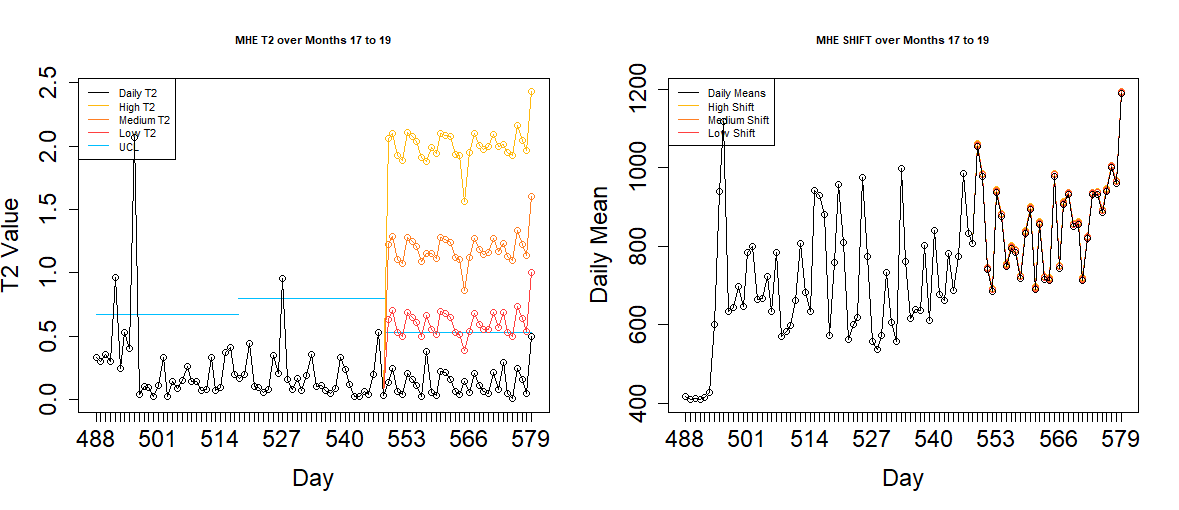 MHE T2 over Months 17 to 19
T2 Value
2.5
2.0
1.5
1.0
0.5
0.0
Daily T2
High T2
Medium T2
Low T2
UCL
488 501 514 527 540 553 566 579
Day
MHE SHIFT over Months 17 to 19
Daily Mean
1200
1000
800
600
400
Daily Means
High Shift
Medium Shift
Low Shift
488 501 514 527 540 553 566 579
Day